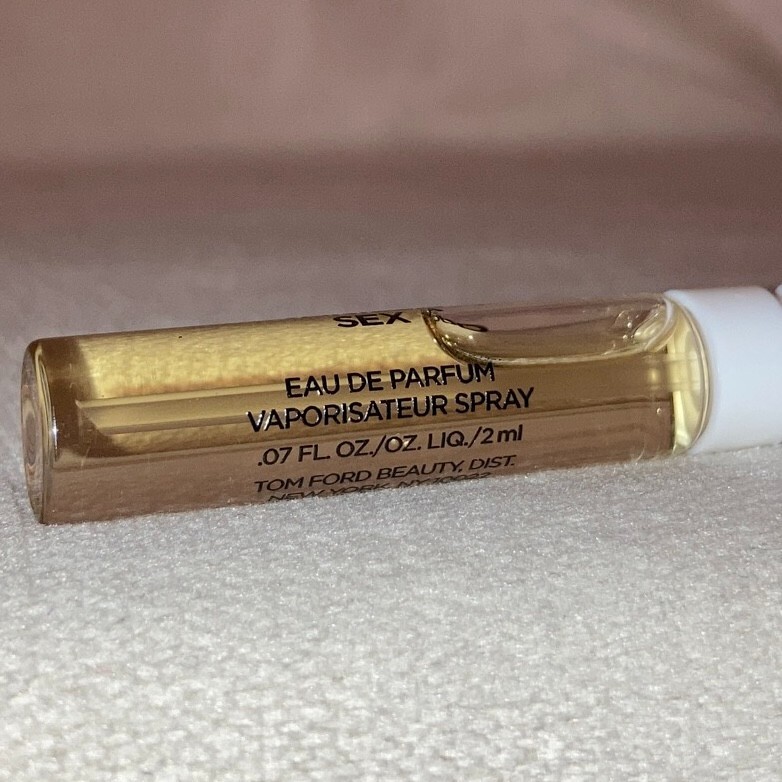 SEX
EAU DE PARFUM
VAPORISATEUR SPRAY
.07 FL. OZ./OZ. LIQ./2 ml
TOM FORD BEAUTY, DIST.
NEW YORK, NY 10022